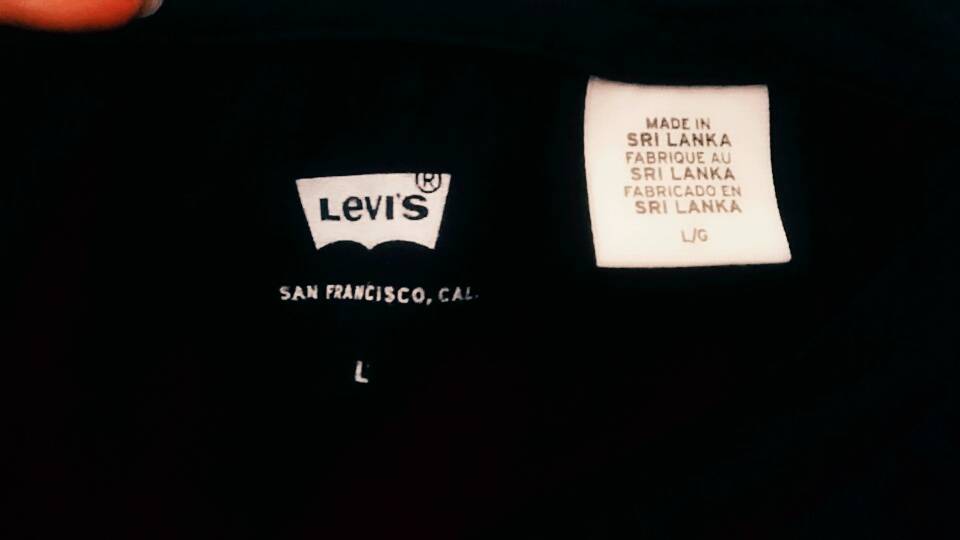 LEVI'S®
SAN FRANCISCO, CAL.
L
MADE IN
SRI LANKA
FABRIQUE AU
SRI LANKA
FABRICADO EN
SRI LANKA
L/G